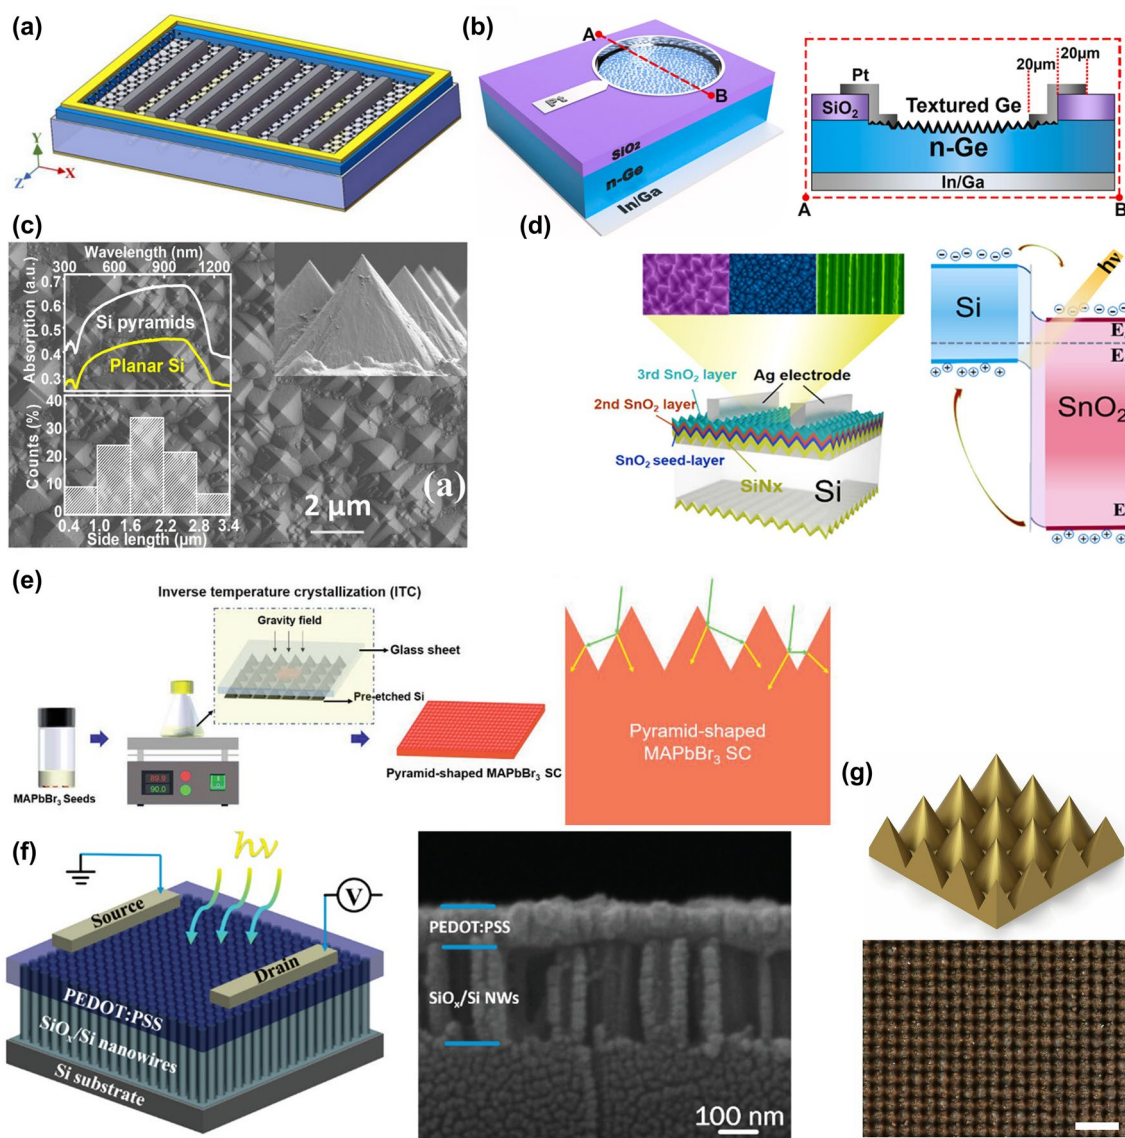 (a)
Y
X
Z
(b)
A
B
Pt
SiO₂
n-Ge
In/Ga
20μm
20μm
Pt
SiO₂
Textured Ge
n-Ge
In/Ga
A
B
(c)
Wavelength (nm)
300 600 900 1200
Absorption (a.u.)
0.7
0.6
0.5
0.4
0.3
Si pyramids
Planar Si
Counts (%)
40
30
20
10
0
0.4 1.0 1.6 2.2 2.8 3.4
Side length (μm)
2 μm
(a)
(d)
3rd SnO₂ layer
Ag electrode
2nd SnO₂ layer
SnO₂ seed-layer
SiNx
Si
hν
Si
E
E
SnO₂
E
(e)
Inverse temperature crystallization (ITC)
Gravity field
Glass sheet
Pre-etched Si
MAPbBr₃ Seeds
88.9
90.0
Pyramid-shaped MAPbBr₃ SC
Pyramid-shaped
MAPbBr₃ SC
(f)
hν
V
Source
Drain
PEDOT:PSS
SiOₓ/Si nanowires
Si substrate
PEDOT:PSS
SiOₓ/Si NWs
100 nm
(g)